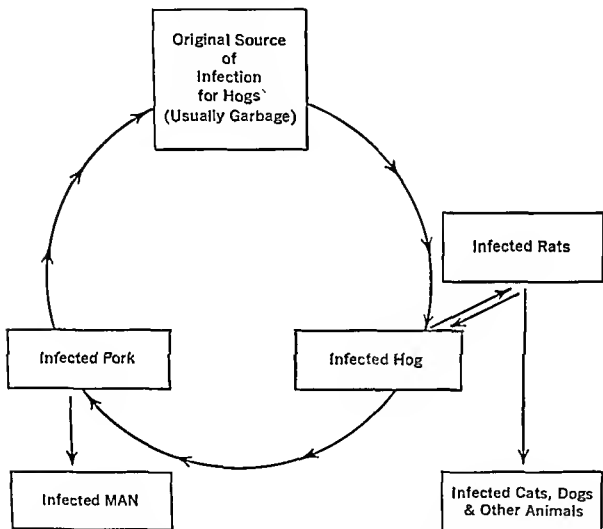 Original Source
of
Infection
for Hogs`
(Usually Garbage)
Infected Rats
Infected Pork
Infected Hog
Infected MAN
Infected Cats, Dogs
& Other Animals